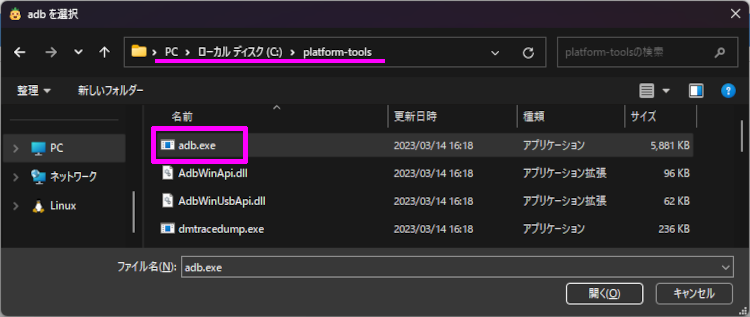 adb を選択
PC > ローカル ディスク (C:) > platform-tools
platform-toolsの検索
整理 新しいフォルダー
名前 更新日時 種類 サイズ
PC
ネットワーク
Linux
adb.exe 2023/03/14 16:18 アプリケーション 5,881 KB
AdbWinApi.dll 2023/03/14 16:18 アプリケーション拡張 96 KB
AdbWinUsbApi.dll 2023/03/14 16:18 アプリケーション拡張 62 KB
dmtracedump.exe 2023/03/14 16:18 アプリケーション 236 KB
ファイル名(N): adb.exe
開く(O) キャンセル